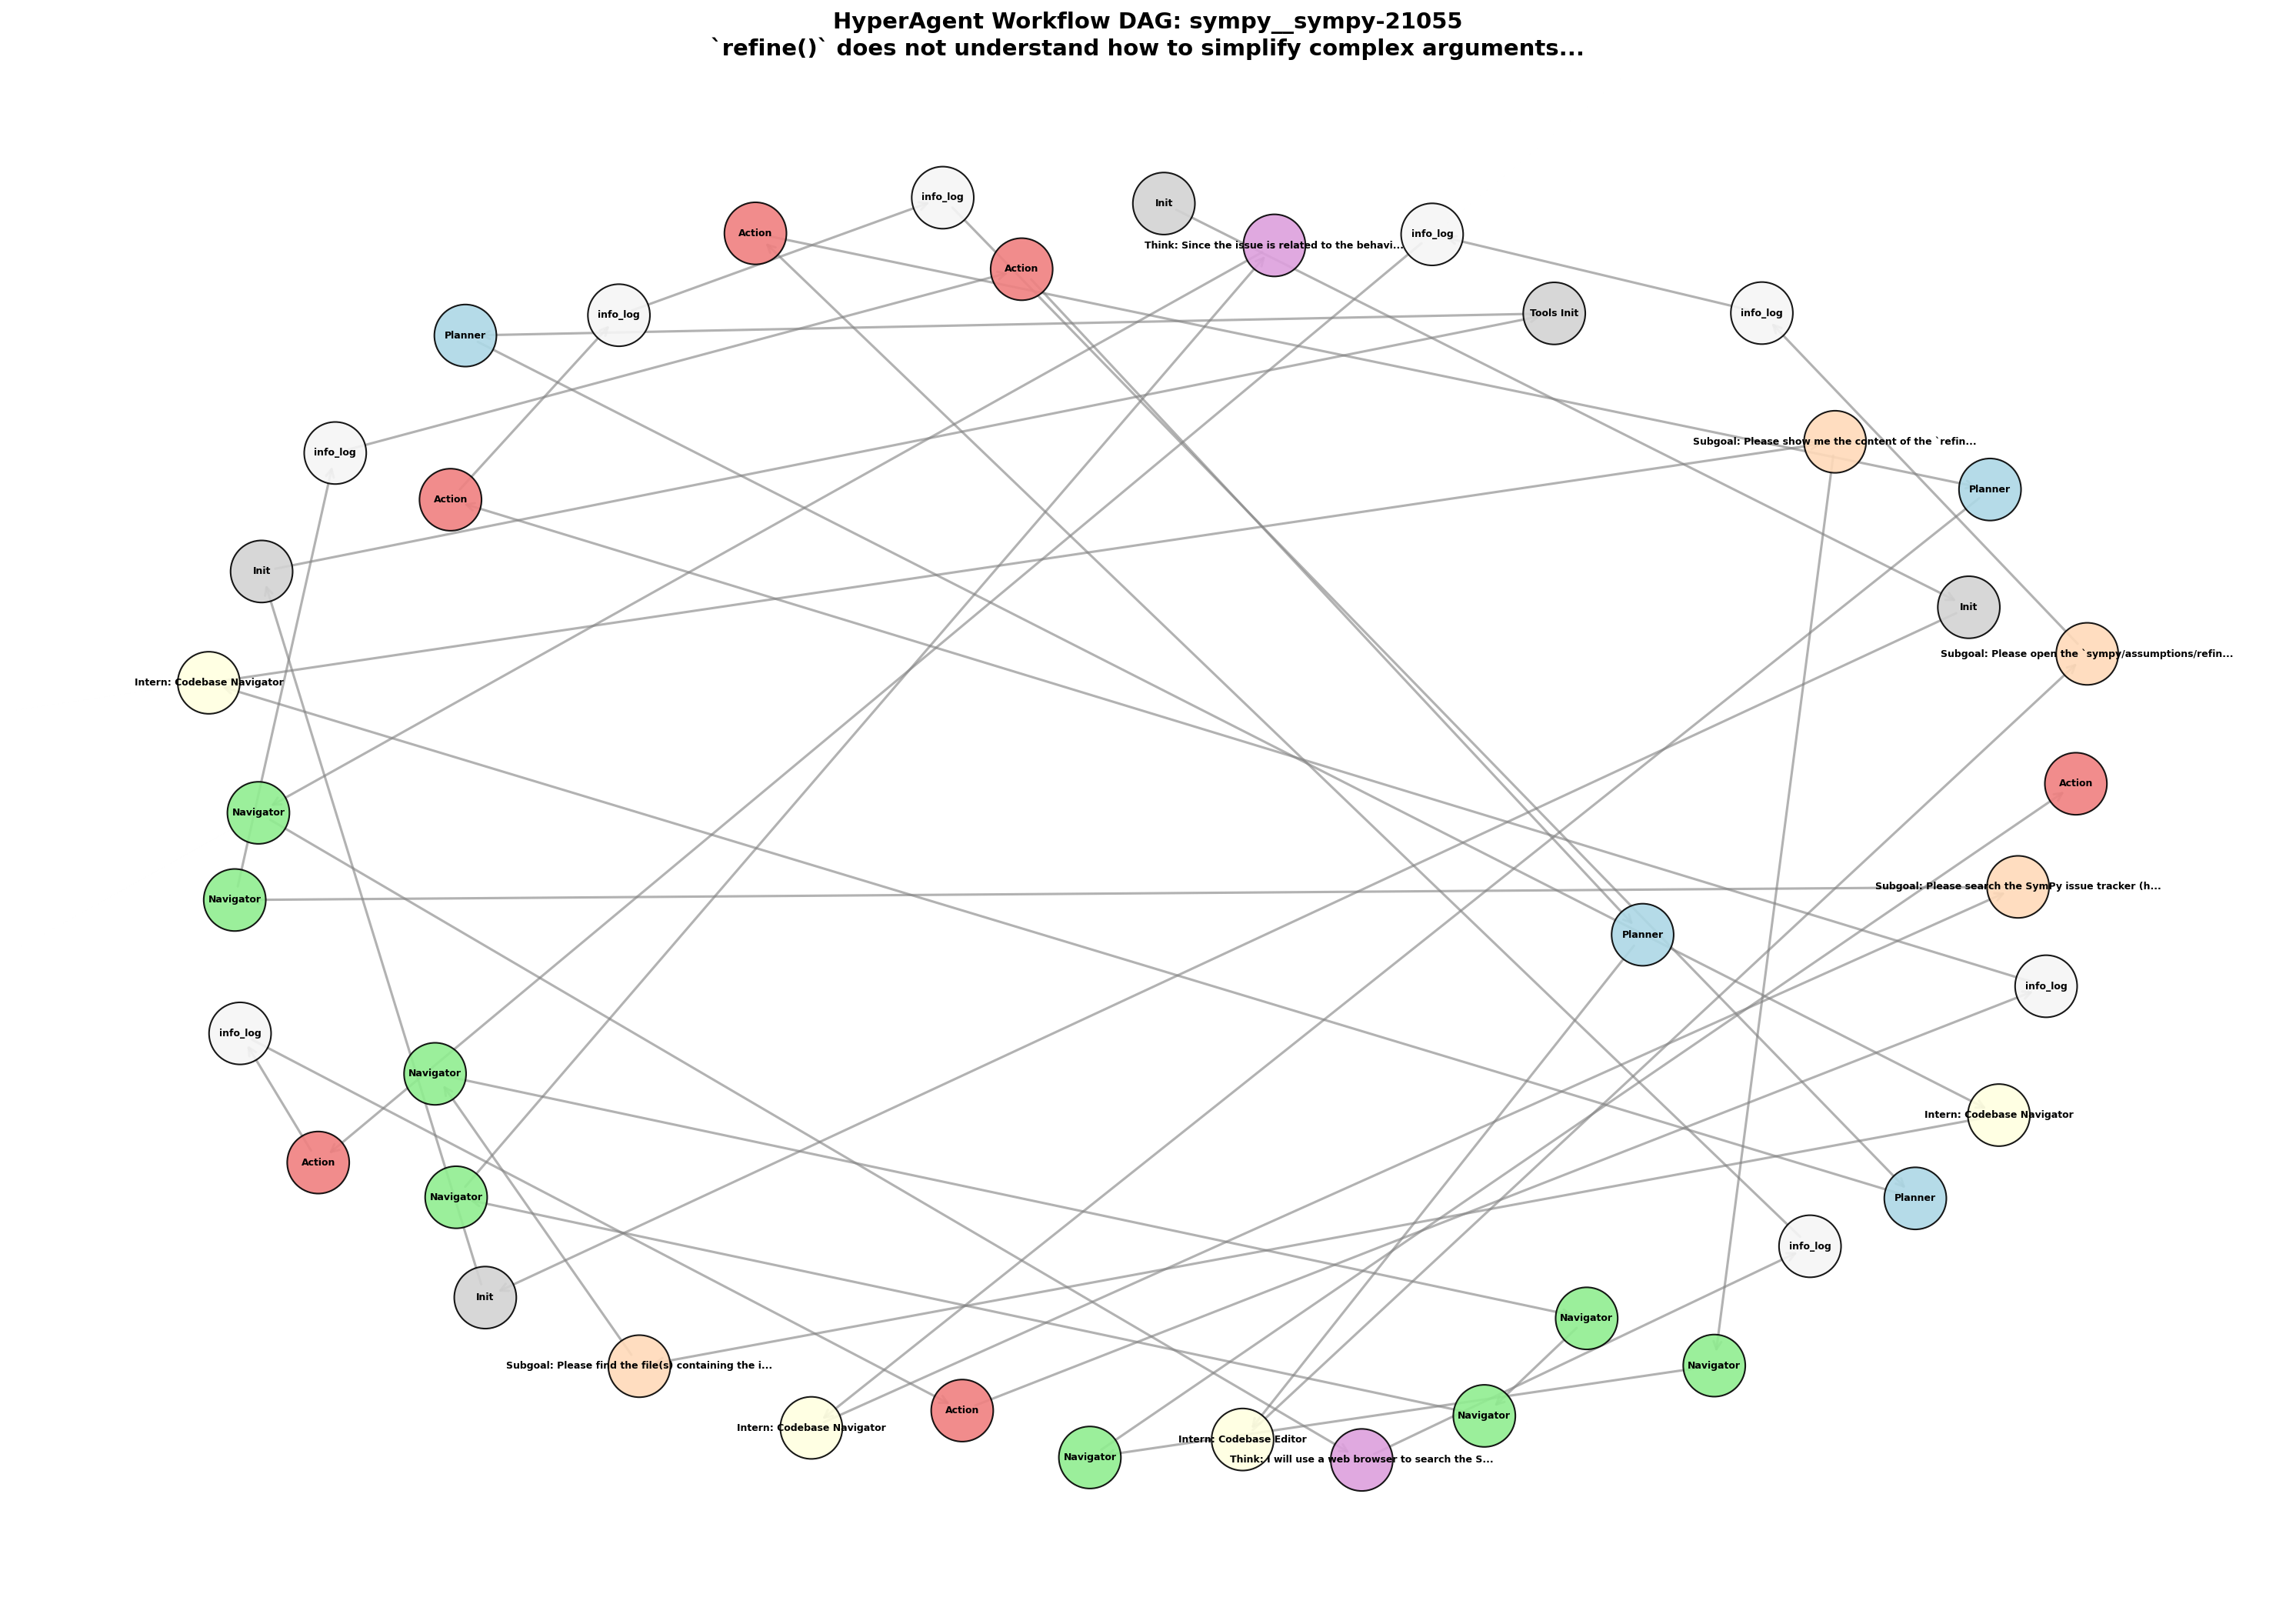 HyperAgent Workflow DAG: sympy__sympy-21055
`refine()` does not understand how to simplify complex arguments...
info_log
Init
Action
info_log
Think: Since the issue is related to the behavi...
Action
Tools Init
info_log
info_log
Planner
Subgoal: Please show me the content of the `refin...
info_log
Planner
Action
Init
Init
Subgoal: Please open the `sympy/assumptions/refin...
Intern: Codebase Navigator
Action
Navigator
Subgoal: Please search the SymPy issue tracker (h...
Navigator
Planner
info_log
info_log
Navigator
Intern: Codebase Navigator
Action
Navigator
Planner
info_log
Init
Navigator
Subgoal: Please find the file(s) containing the i...
Navigator
Action
Navigator
Intern: Codebase Navigator
Intern: Codebase Editor
Navigator
Think: I will use a web browser to search the S...